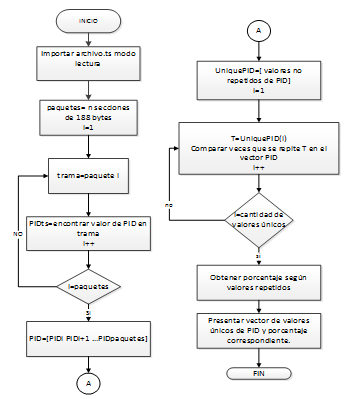 INICIO
Importar archivo.ts modo
lectura
paquetes= n secciones
de 188 bytes
I=1
trama=paquete I
PIDts=encontrar valor de PID en
trama
I++
NO
I=paquetes
SI
PID=[PIDI PIDI+1 ...PIDpaquetes]
A
A
UniquePID=[ valores no
repetidos de PID]
I=1
T=UniquePID(I)
Comparar veces que se repite T en el
vector PID
I++
no
I=cantidad de
valores únicos
SI
Obtener porcentaje según
valores repetidos
Presentar vector de valores
únicos de PID y porcentaje
correspondiente.
FIN